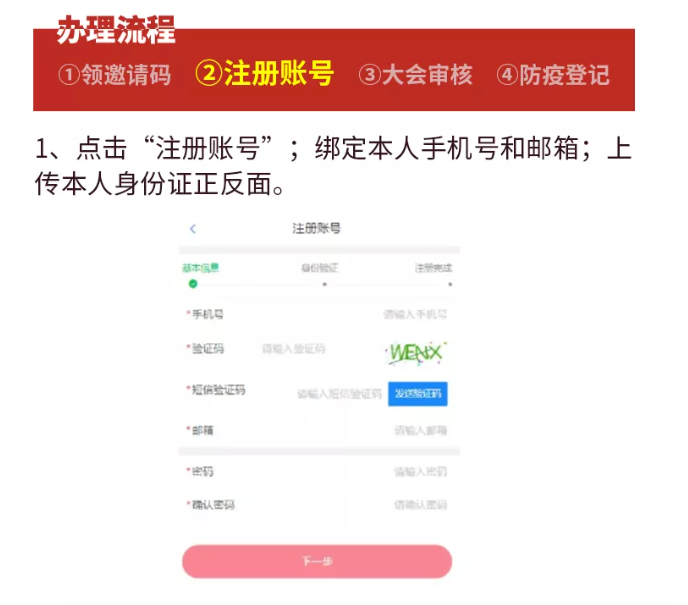 办理流程
①领邀请码 ②注册账号 ③大会审核 ④防疫登记
1、点击“注册账号”；绑定本人手机号和邮箱；上
传本人身份证正反面。
注册账号
基本信息 身份验证 注册完成
*手机号 请输入手机号
*验证码 请输入验证码 WENX
*短信验证码 请输入短信验证码 发送验证码
*邮箱 请输入邮箱
*密码 请输入密码
*确认密码 请确认密码
下一步